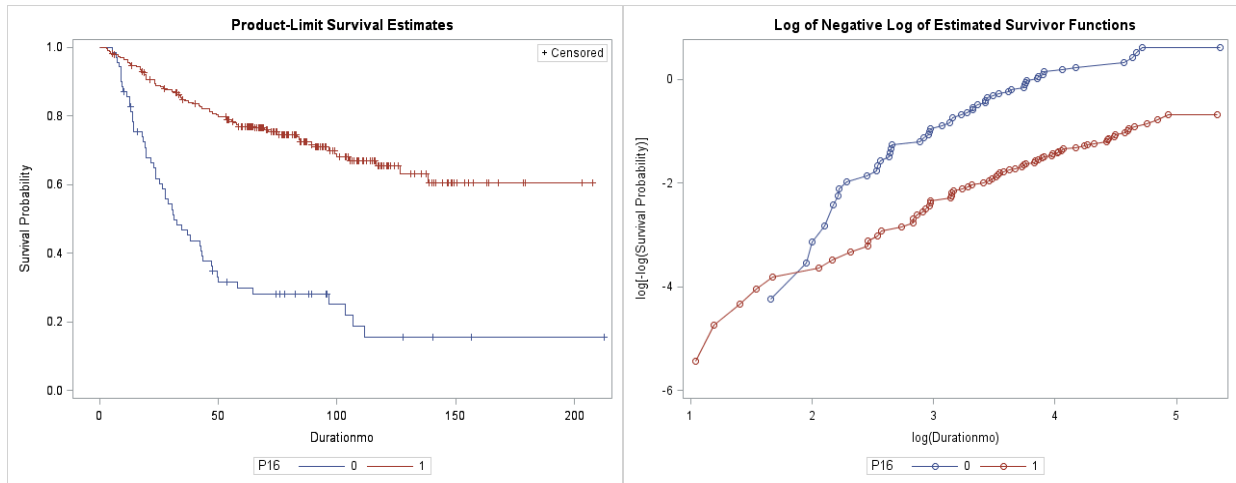 Product-Limit Survival Estimates
+ Censored
1.0
0.8
0.6
0.4
0.2
0.0
Survival Probability
0
50
100
150
200
Durationmo
P16 0 1
Log of Negative Log of Estimated Survivor Functions
0
-2
-4
-6
log[-log(Survival Probability)]
1
2
3
4
5
log(Durationmo)
P16 0 1